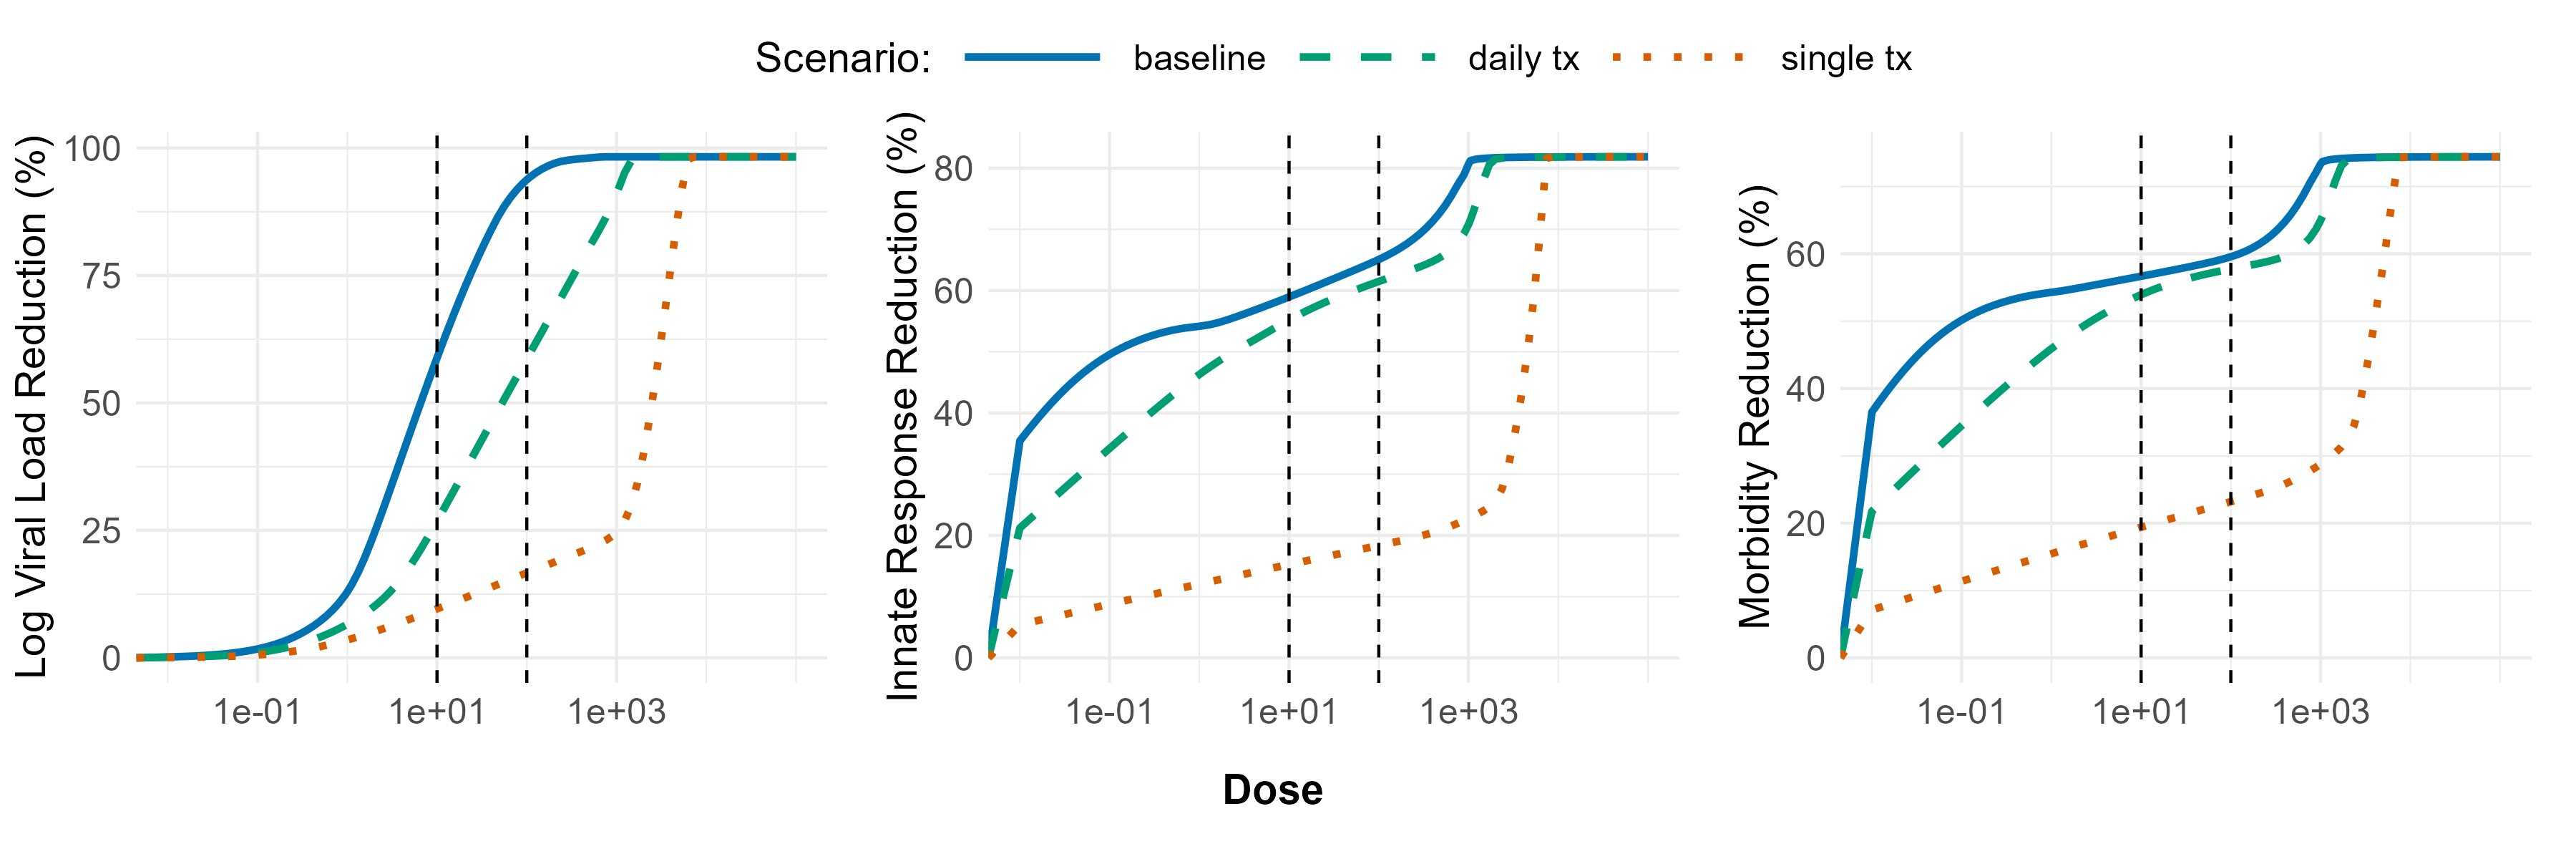 Scenario: baseline daily tx single tx
Log Viral Load Reduction (%)
100
75
50
25
0
1e-01 1e+01 1e+03
Innate Response Reduction (%)
80
60
40
20
0
1e-01 1e+01 1e+03
Morbidity Reduction (%)
60
40
20
0
1e-01 1e+01 1e+03
Dose